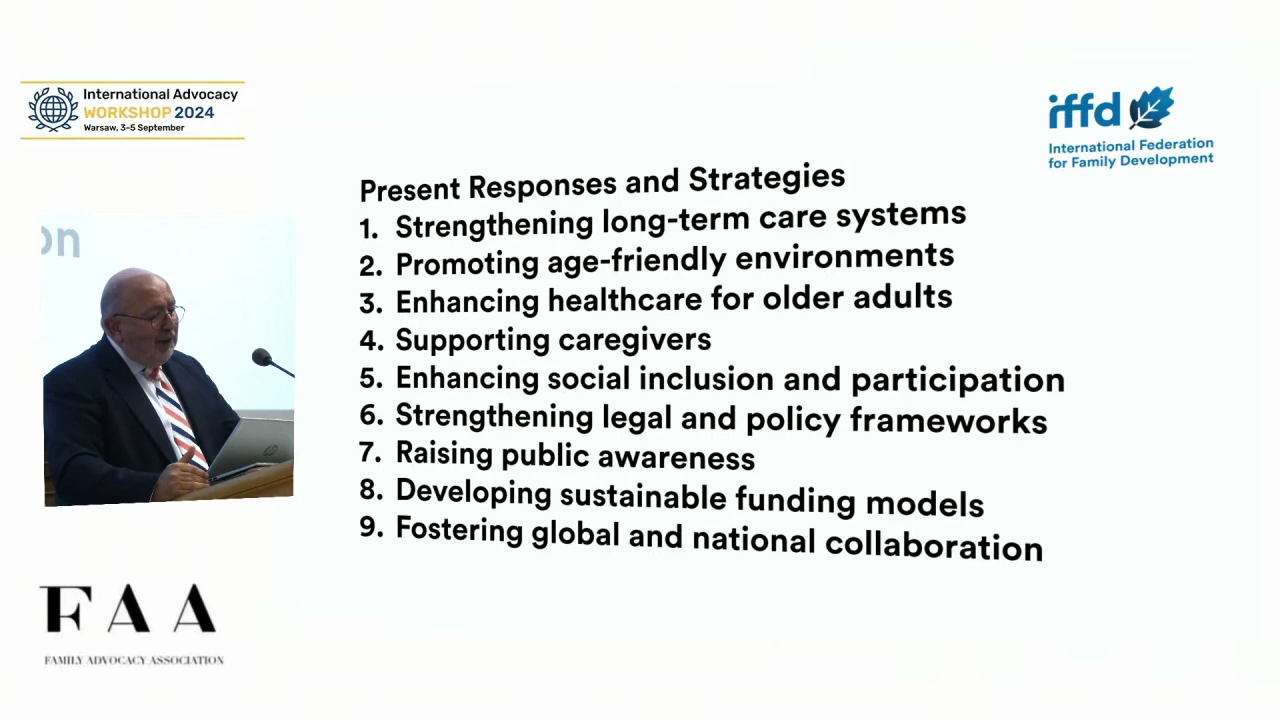 International Advocacy
WORKSHOP 2024
Warsaw, 3-5 September
iffd
International Federation
for Family Development
on
Present Responses and Strategies
1. Strengthening long-term care systems
2. Promoting age-friendly environments
3. Enhancing healthcare for older adults
4. Supporting caregivers
5. Enhancing social inclusion and participation
6. Strengthening legal and policy frameworks
7. Raising public awareness
8. Developing sustainable funding models
9. Fostering global and national collaboration
FAA
FAMILY ADVOCACY ASSOCIATION